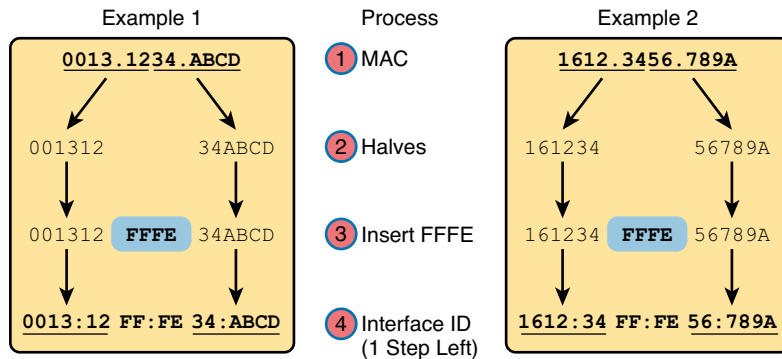 Example 1 Process Example 2
0013.1234.ABCD 1 MAC 1612.3456.789A
001312 34ABCD 2 Halves 161234 56789A
001312 FFFE 34ABCD 3 Insert FFFE 161234 FFFE 56789A
0013:12 FF:FE 34:ABCD 4 Interface ID 1612:34 FF:FE 56:789A
(1 Step Left)